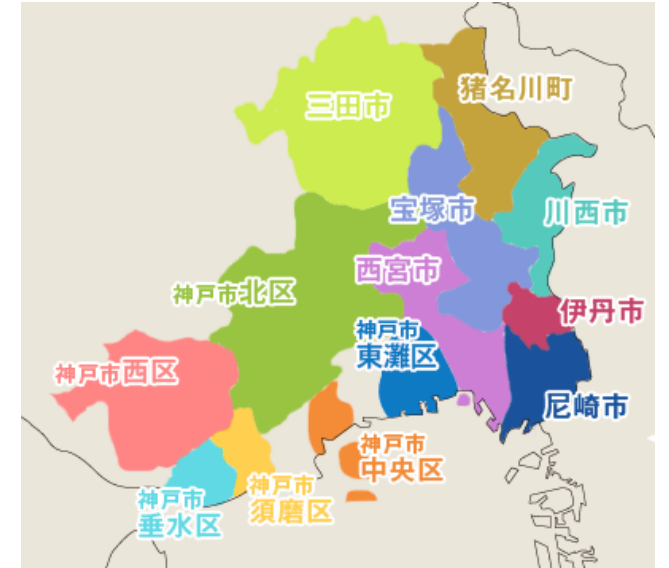 猪名川町
三田市
宝塚市
川西市
西宮市
神戸市北区
伊丹市
神戸市
東灘区
神戸市西区
尼崎市
神戸市
中央区
神戸市
須磨区
神戸市
垂水区